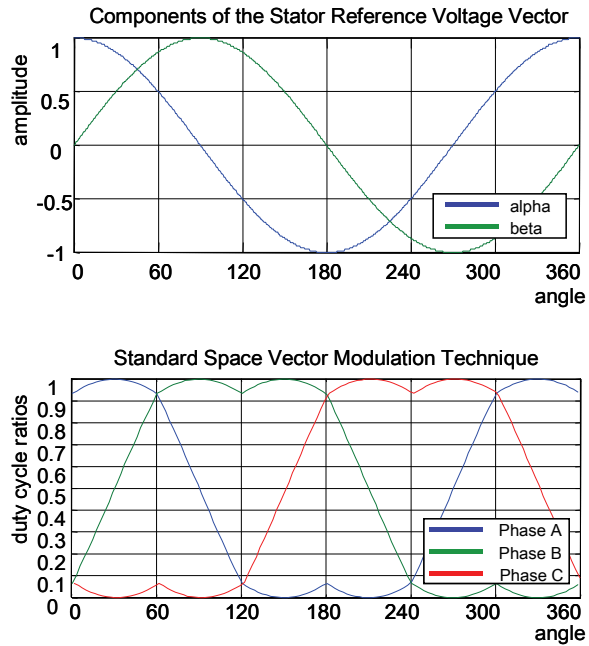 Components of the Stator Reference Voltage Vector
amplitude
1
0.5
0
-0.5
-1
alpha
beta
0 60 120 180 240 300 360
angle
Standard Space Vector Modulation Technique
duty cycle ratios
1
0.9
0.8
0.7
0.6
0.5
0.4
0.3
0.2
0.1
0
Phase A
Phase B
Phase C
0 60 120 180 240 300 360
angle